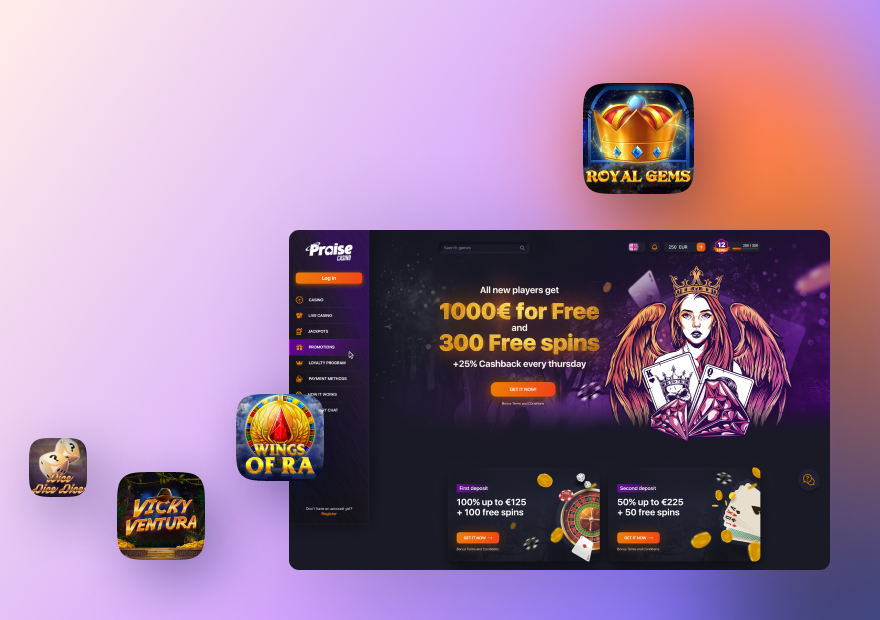 ROYAL GEMS
Praise
CASINO
Search games
250 EUR
12
Log in
CASINO
LIVE CASINO
JACKPOTS
PROMOTIONS
LOYALTY PROGRAM
PAYMENT METHODS
HOW IT WORKS
CHAT
All new players get
1000€ for Free
and
300 Free spins
+25% Cashback every thursday
GET IT NOW!
Bonus Terms and Conditions
K
WINGS
OF RA
Dice
Dice Dice
VICKY
VENTURA
Don't have an account yet?
Register
First deposit
100% up to €125
+ 100 free spins
GET IT NOW →
Bonus Terms and Conditions
Second deposit
50% up to €225
+ 50 free spins
GET IT NOW →
Bonus Terms and Conditions